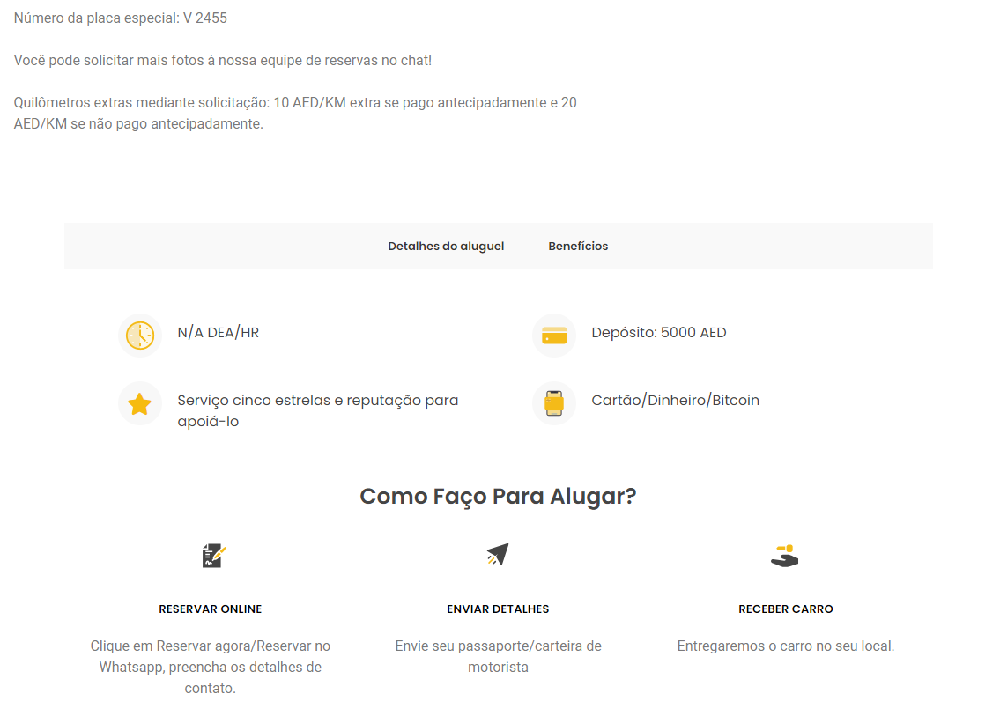 Número da placa especial: V 2455
Você pode solicitar mais fotos à nossa equipe de reservas no chat!
Quilômetros extras mediante solicitação: 10 AED/KM extra se pago antecipadamente e 20
AED/KM se não pago antecipadamente.
Detalhes do aluguel
Benefícios
N/A DEA/HR
Depósito: 5000 AED
Serviço cinco estrelas e reputação para
apoiá-lo
Cartão/Dinheiro/Bitcoin
Como Faço Para Alugar?
RESERVAR ONLINE
Clique em Reservar agora/Reservar no
Whatsapp, preencha os detalhes de
contato.
ENVIAR DETALHES
Envie seu passaporte/carteira de
motorista
RECEBER CARRO
Entregaremos o carro no seu local.